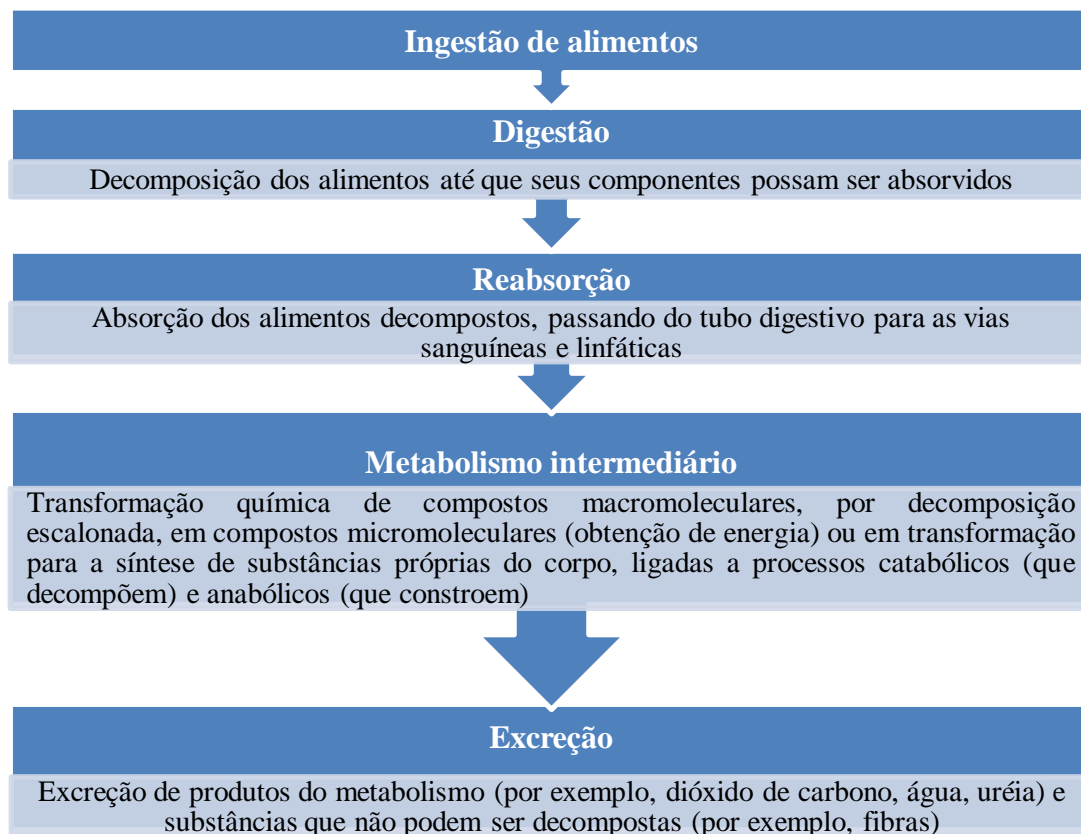 Ingestão de alimentos
Digestão
Decomposição dos alimentos até que seus componentes possam ser absorvidos
Reabsorção
Absorção dos alimentos decompostos, passando do tubo digestivo para as vias
sanguíneas e linfáticas
Metabolismo intermediário
Transformação química de compostos macromoleculares, por decomposição
escalonada, em compostos micromoleculares (obtenção de energia) ou em transformação
para a síntese de substâncias próprias do corpo, ligadas a processos catabólicos (que
decompõem) e anabólicos (que constroem)
Excreção
Excreção de produtos do metabolismo (por exemplo, dióxido de carbono, água, uréia) e
substâncias que não podem ser decompostas (por exemplo, fibras)